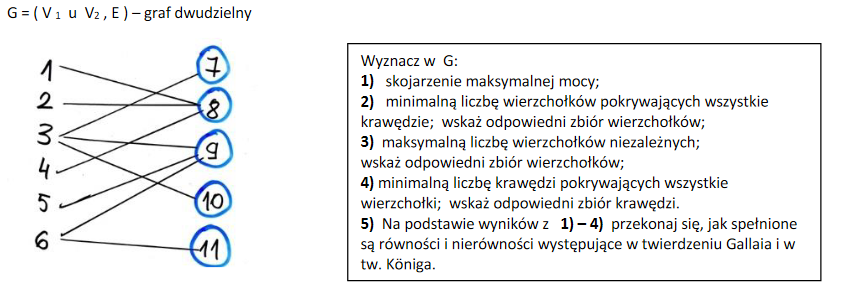 G = ( V 1 u V2 , E ) – graf dwudzielny
1
2
3
4
5
6
7
8
9
10
11
Wyznacz w G:
1) skojarzenie maksymalnej mocy;
2) minimalną liczbę wierzchołków pokrywających wszystkie
krawędzie; wskaż odpowiedni zbiór wierzchołków;
3) maksymalną liczbę wierzchołków niezależnych;
wskaż odpowiedni zbiór wierzchołków;
4) minimalną liczbę krawędzi pokrywających wszystkie
wierzchołki; wskaż odpowiedni zbiór krawędzi.
5) Na podstawie wyników z 1) – 4) przekonaj się, jak spełnione
są równości i nierówności występujące w twierdzeniu Gallaia i w
tw. Königa.